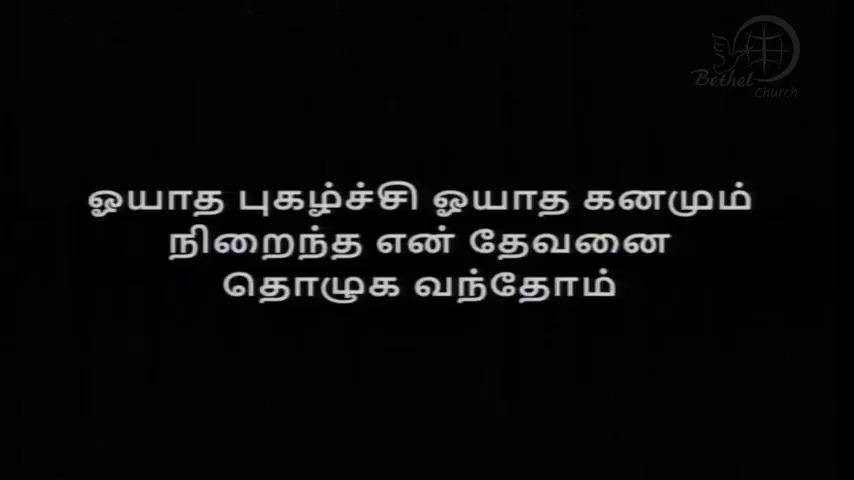 Bethel
Church
ஓயாத புகழ்ச்சி ஓயாத கனமும்
நிறைந்த என் தேவனை
தொழுக வந்தோம்